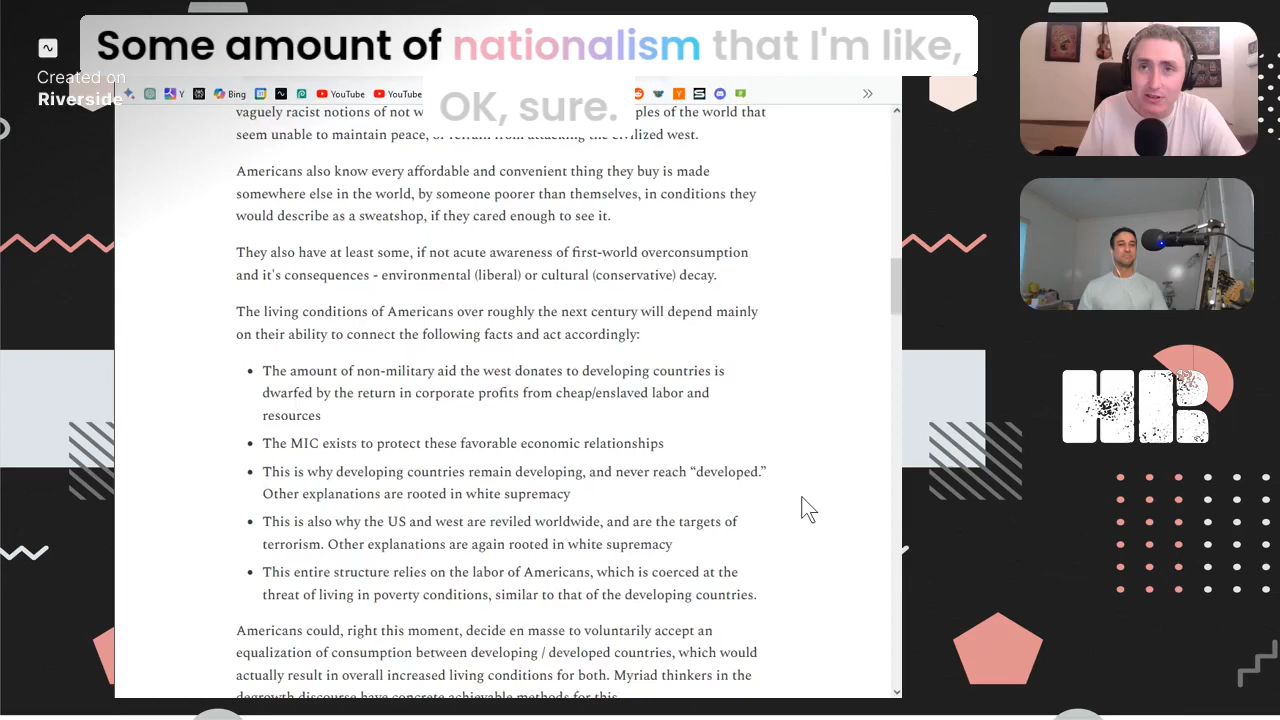 Some amount of nationalism that I'm like,
OK, sure.
Created on
Riverside
Y
Bing
YouTube
YouTube
»
vaguely racist notions of not w ples of the world that
seem unable to maintain peace, or refrain from attacking the civilized west.
Americans also know every affordable and convenient thing they buy is made
somewhere else in the world, by someone poorer than themselves, in conditions they
would describe as a sweatshop, if they cared enough to see it.
They also have at least some, if not acute awareness of first-world overconsumption
and it's consequences - environmental (liberal) or cultural (conservative) decay.
The living conditions of Americans over roughly the next century will depend mainly
on their ability to connect the following facts and act accordingly:
• The amount of non-military aid the west donates to developing countries is
dwarfed by the return in corporate profits from cheap/enslaved labor and
resources
• The MIC exists to protect these favorable economic relationships
• This is why developing countries remain developing, and never reach “developed.”
Other explanations are rooted in white supremacy
• This is also why the US and west are reviled worldwide, and are the targets of
terrorism. Other explanations are again rooted in white supremacy
• This entire structure relies on the labor of Americans, which is coerced at the
threat of living in poverty conditions, similar to that of the developing countries.
Americans could, right this moment, decide en masse to voluntarily accept an
equalization of consumption between developing / developed countries, which would
actually result in overall increased living conditions for both. Myriad thinkers in the
degrowth discourse have concrete achievable methods for this.
HR